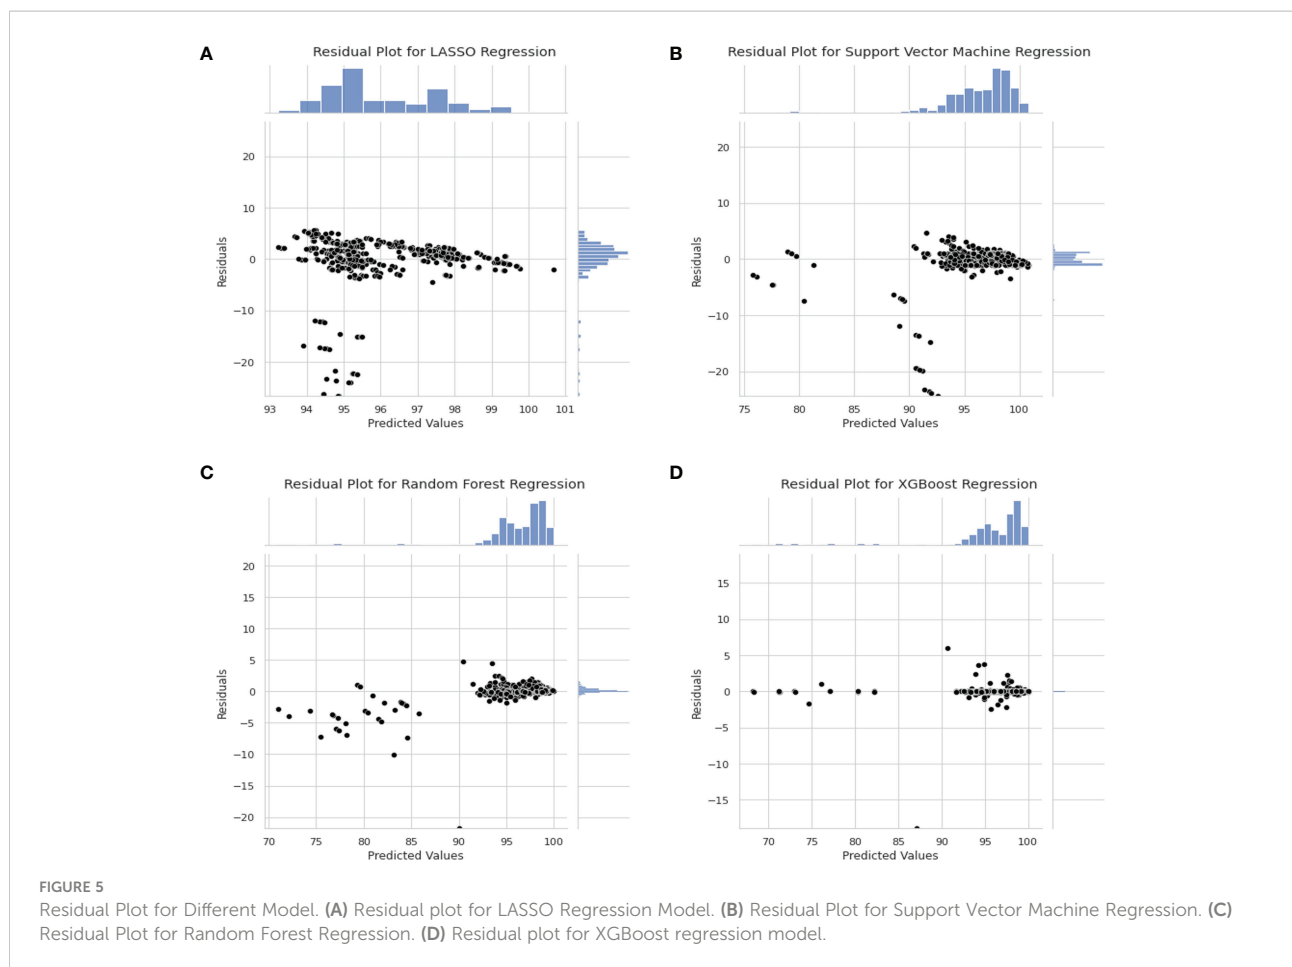 A
Residual Plot for LASSO Regression
20
10
0
−10
−20
Residuals
93 94 95 96 97 98 99 100 101
Predicted Values
B
Residual Plot for Support Vector Machine Regression
20
10
0
−10
−20
Residuals
75 80 85 90 95 100
Predicted Values
C
Residual Plot for Random Forest Regression
20
15
10
5
0
−5
−10
−15
−20
Residuals
70 75 80 85 90 95 100
Predicted Values
D
Residual Plot for XGBoost Regression
15
10
5
0
−5
−10
−15
Residuals
70 75 80 85 90 95 100
Predicted Values
FIGURE 5
Residual Plot for Different Model. (A) Residual plot for LASSO Regression Model. (B) Residual Plot for Support Vector Machine Regression. (C)
Residual Plot for Random Forest Regression. (D) Residual plot for XGBoost regression model.